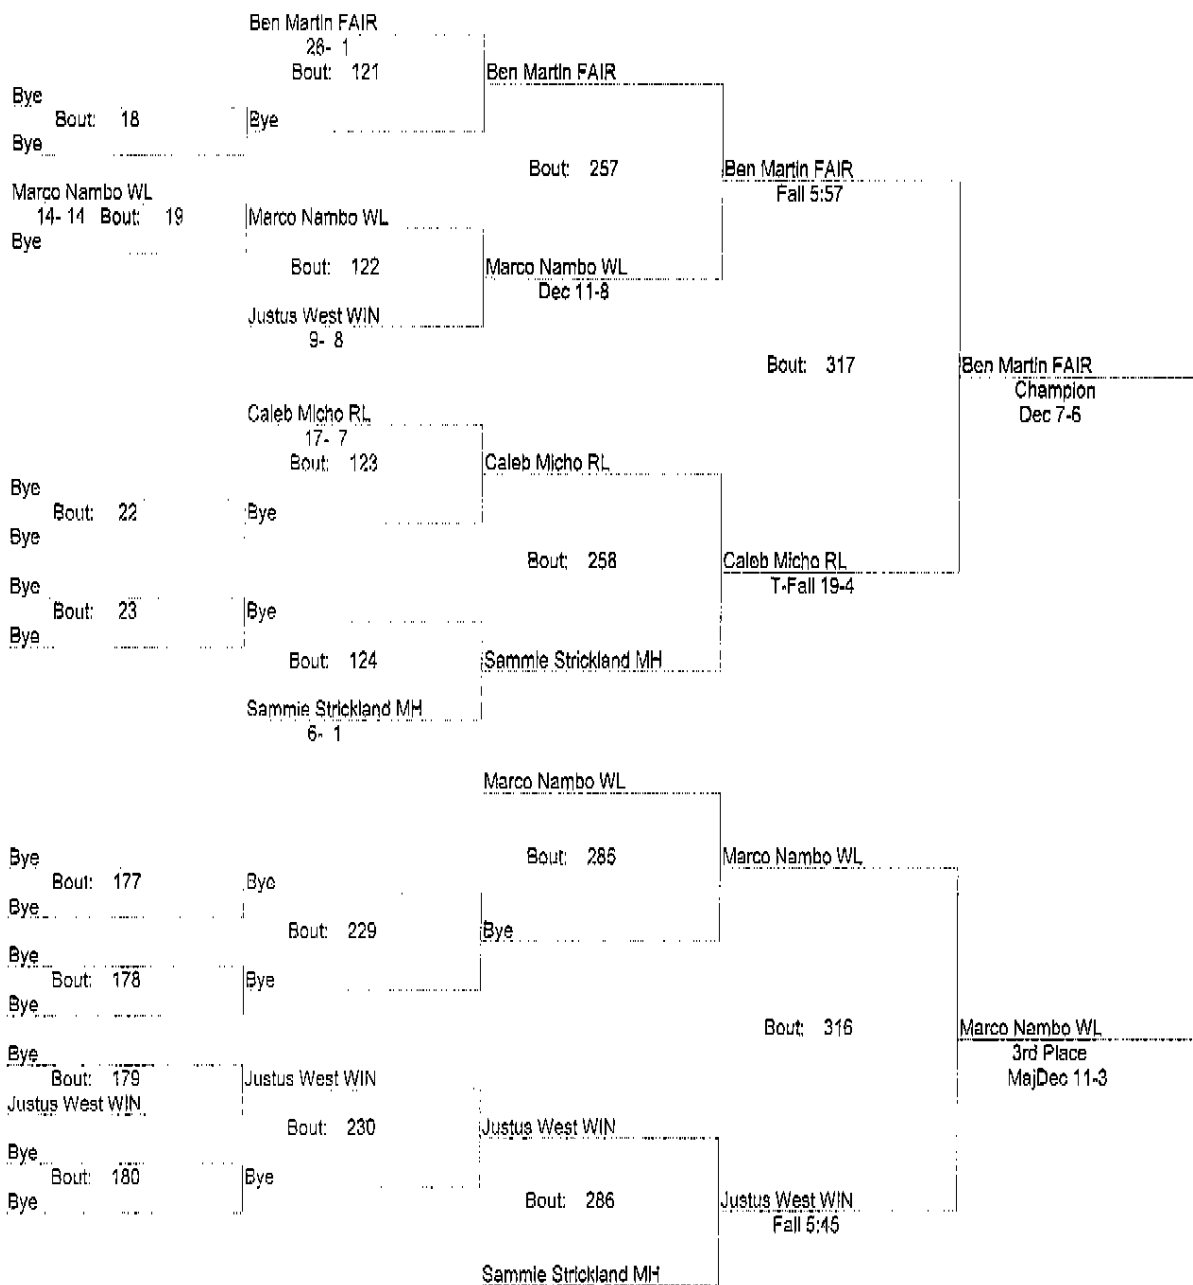 Ben Martin FAIR
26- 1
Bout: 121
Ben Martin FAIR
Bye
Bout: 18
Bye
Bye
Bout: 257
Ben Martin FAIR
Fall 5:57
Marco Nambo WL
14- 14 Bout: 19
Marco Nambo WL
Bye
Bout: 122
Marco Nambo WL
Dec 11-8
Justus West WIN
9- 8
Bout: 317
Ben Martin FAIR
Champion
Dec 7-6
Caleb Micho RL
17- 7
Bout: 123
Caleb Micho RL
Bye
Bout: 22
Bye
Bye
Bout: 258
Caleb Micho RL
T-Fall 19-4
Bye
Bout: 23
Bye
Bye
Bout: 124
Sammie Strickland MH
Sammie Strickland MH
6- 1
Marco Nambo WL
Bout: 285
Marco Nambo WL
Bye
Bout: 177
Bye
Bye
Bout: 229
Bye
Bye
Bout: 178
Bye
Bye
Bout: 316
Marco Nambo WL
3rd Place
MajDec 11-3
Bye
Bout: 179
Justus West WIN
Justus West WIN
Bout: 230
Justus West WIN
Bye
Bout: 180
Bye
Bye
Bout: 286
Justus West WIN
Fall 5:45
Sammie Strickland MH